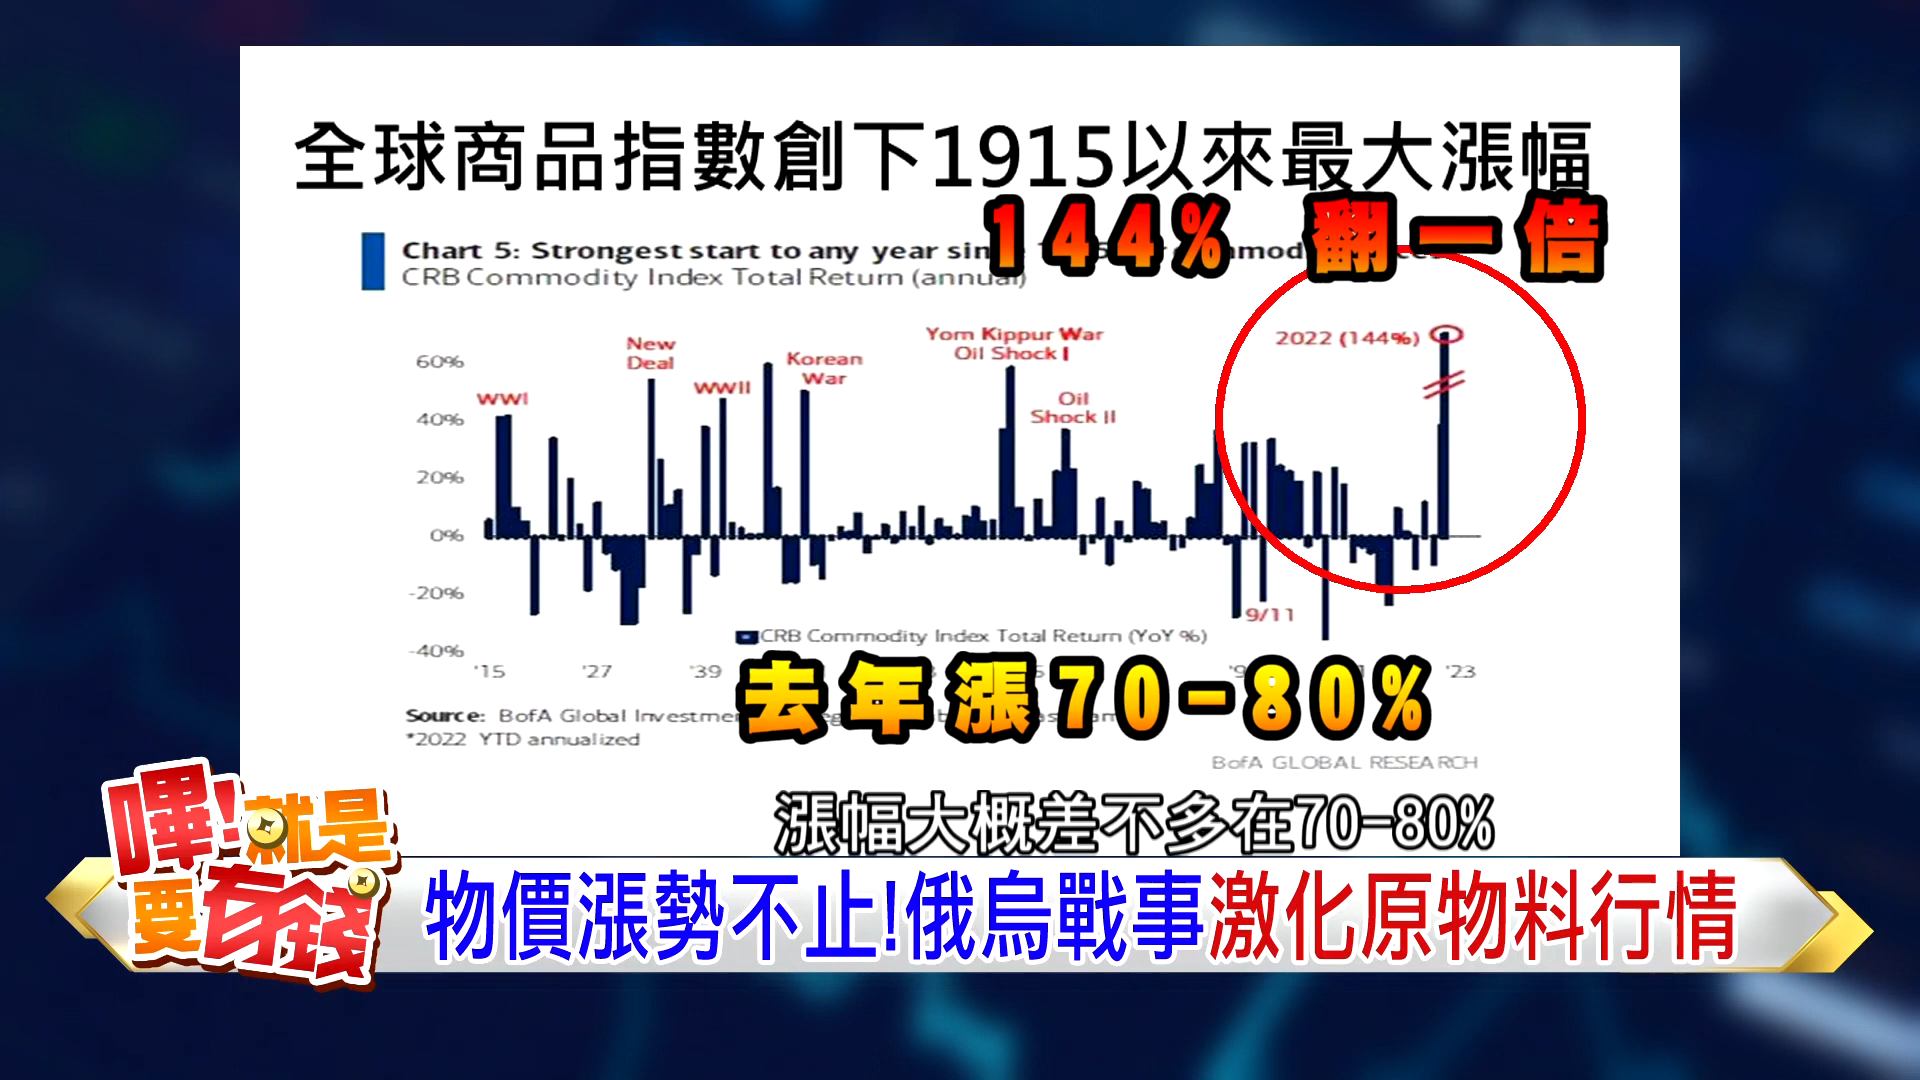 全球商品指數創下1915以來最大漲幅
144% 翻一倍
Chart 5: Strongest start to any year
CRB Commodity Index Total Return (annual)
2022 (144%)
Yom Kippur War
Oil Shock I
New
Deal
Korean
War
WWII
WWI
Oil
Shock II
60%
40%
20%
0%
-20%
-40%
9/11
CRB Commodity Index Total Return (YoY %)
'15 '27 '39 '23
去年漲70-80%
Source: BofA Global
*2022 YTD annualized
BofA GLOBAL RESEARCH
漲幅大概差不多在70-80%
嗶!就是
要有錢
物價漲勢不止!俄烏戰事激化原物料行情